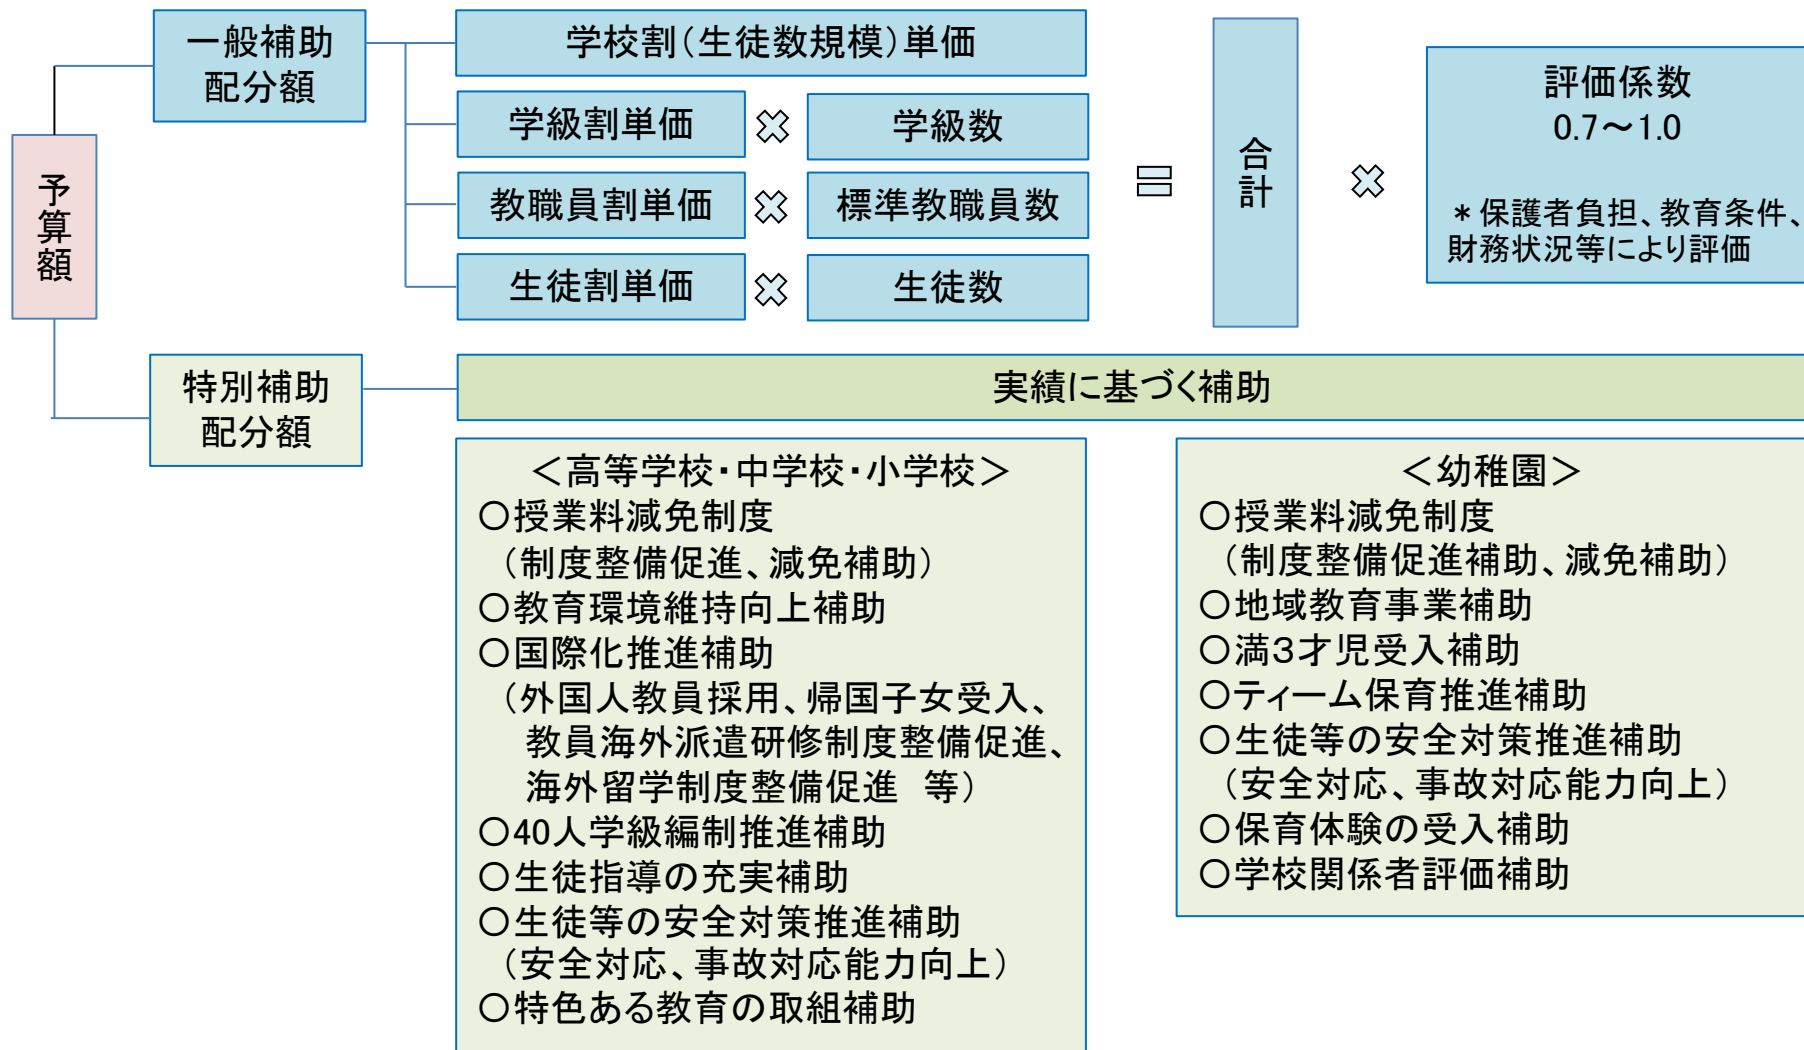 予算額
一般補助
配分額
学校割(生徒数規模)単価
学級割単価
学級数
教職員割単価
標準教職員数
生徒割単価
生徒数
合計
評価係数
0.7~1.0
＊保護者負担、教育条件、
財務状況等により評価
特別補助
配分額
実績に基づく補助
＜高等学校・中学校・小学校＞
○授業料減免制度
（制度整備促進、減免補助）
○教育環境維持向上補助
○国際化推進補助
（外国人教員採用、帰国子女受入、
教員海外派遣研修制度整備促進、
海外留学制度整備促進　等）
○40人学級編制推進補助
○生徒指導の充実補助
○生徒等の安全対策推進補助
（安全対応、事故対応能力向上）
○特色ある教育の取組補助
＜幼稚園＞
○授業料減免制度
（制度整備促進補助、減免補助）
○地域教育事業補助
○満3才児受入補助
○ティーム保育推進補助
○生徒等の安全対策推進補助
（安全対応、事故対応能力向上）
○保育体験の受入補助
○学校関係者評価補助